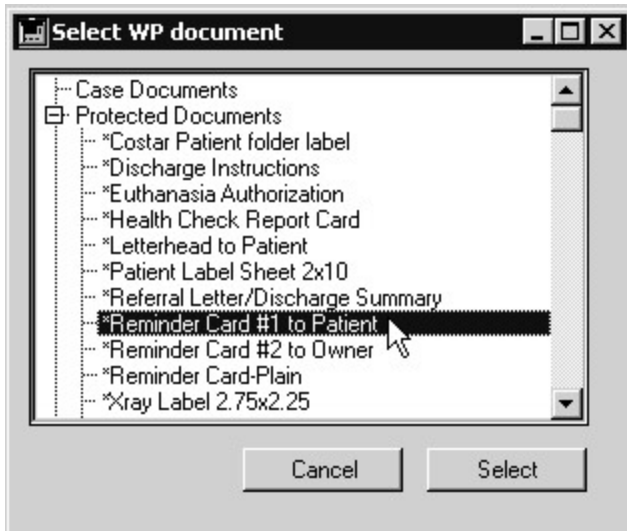 Select WP document
Case Documents
Protected Documents
*Costar Patient folder label
*Discharge Instructions
*Euthanasia Authorization
*Health Check Report Card
*Letterhead to Patient
*Patient Label Sheet 2x10
*Referral Letter/Discharge Summary
*Reminder Card #1 to Patient
*Reminder Card #2 to Owner
*Reminder Card-Plain
*Xray Label 2.75x2.25
Cancel Select